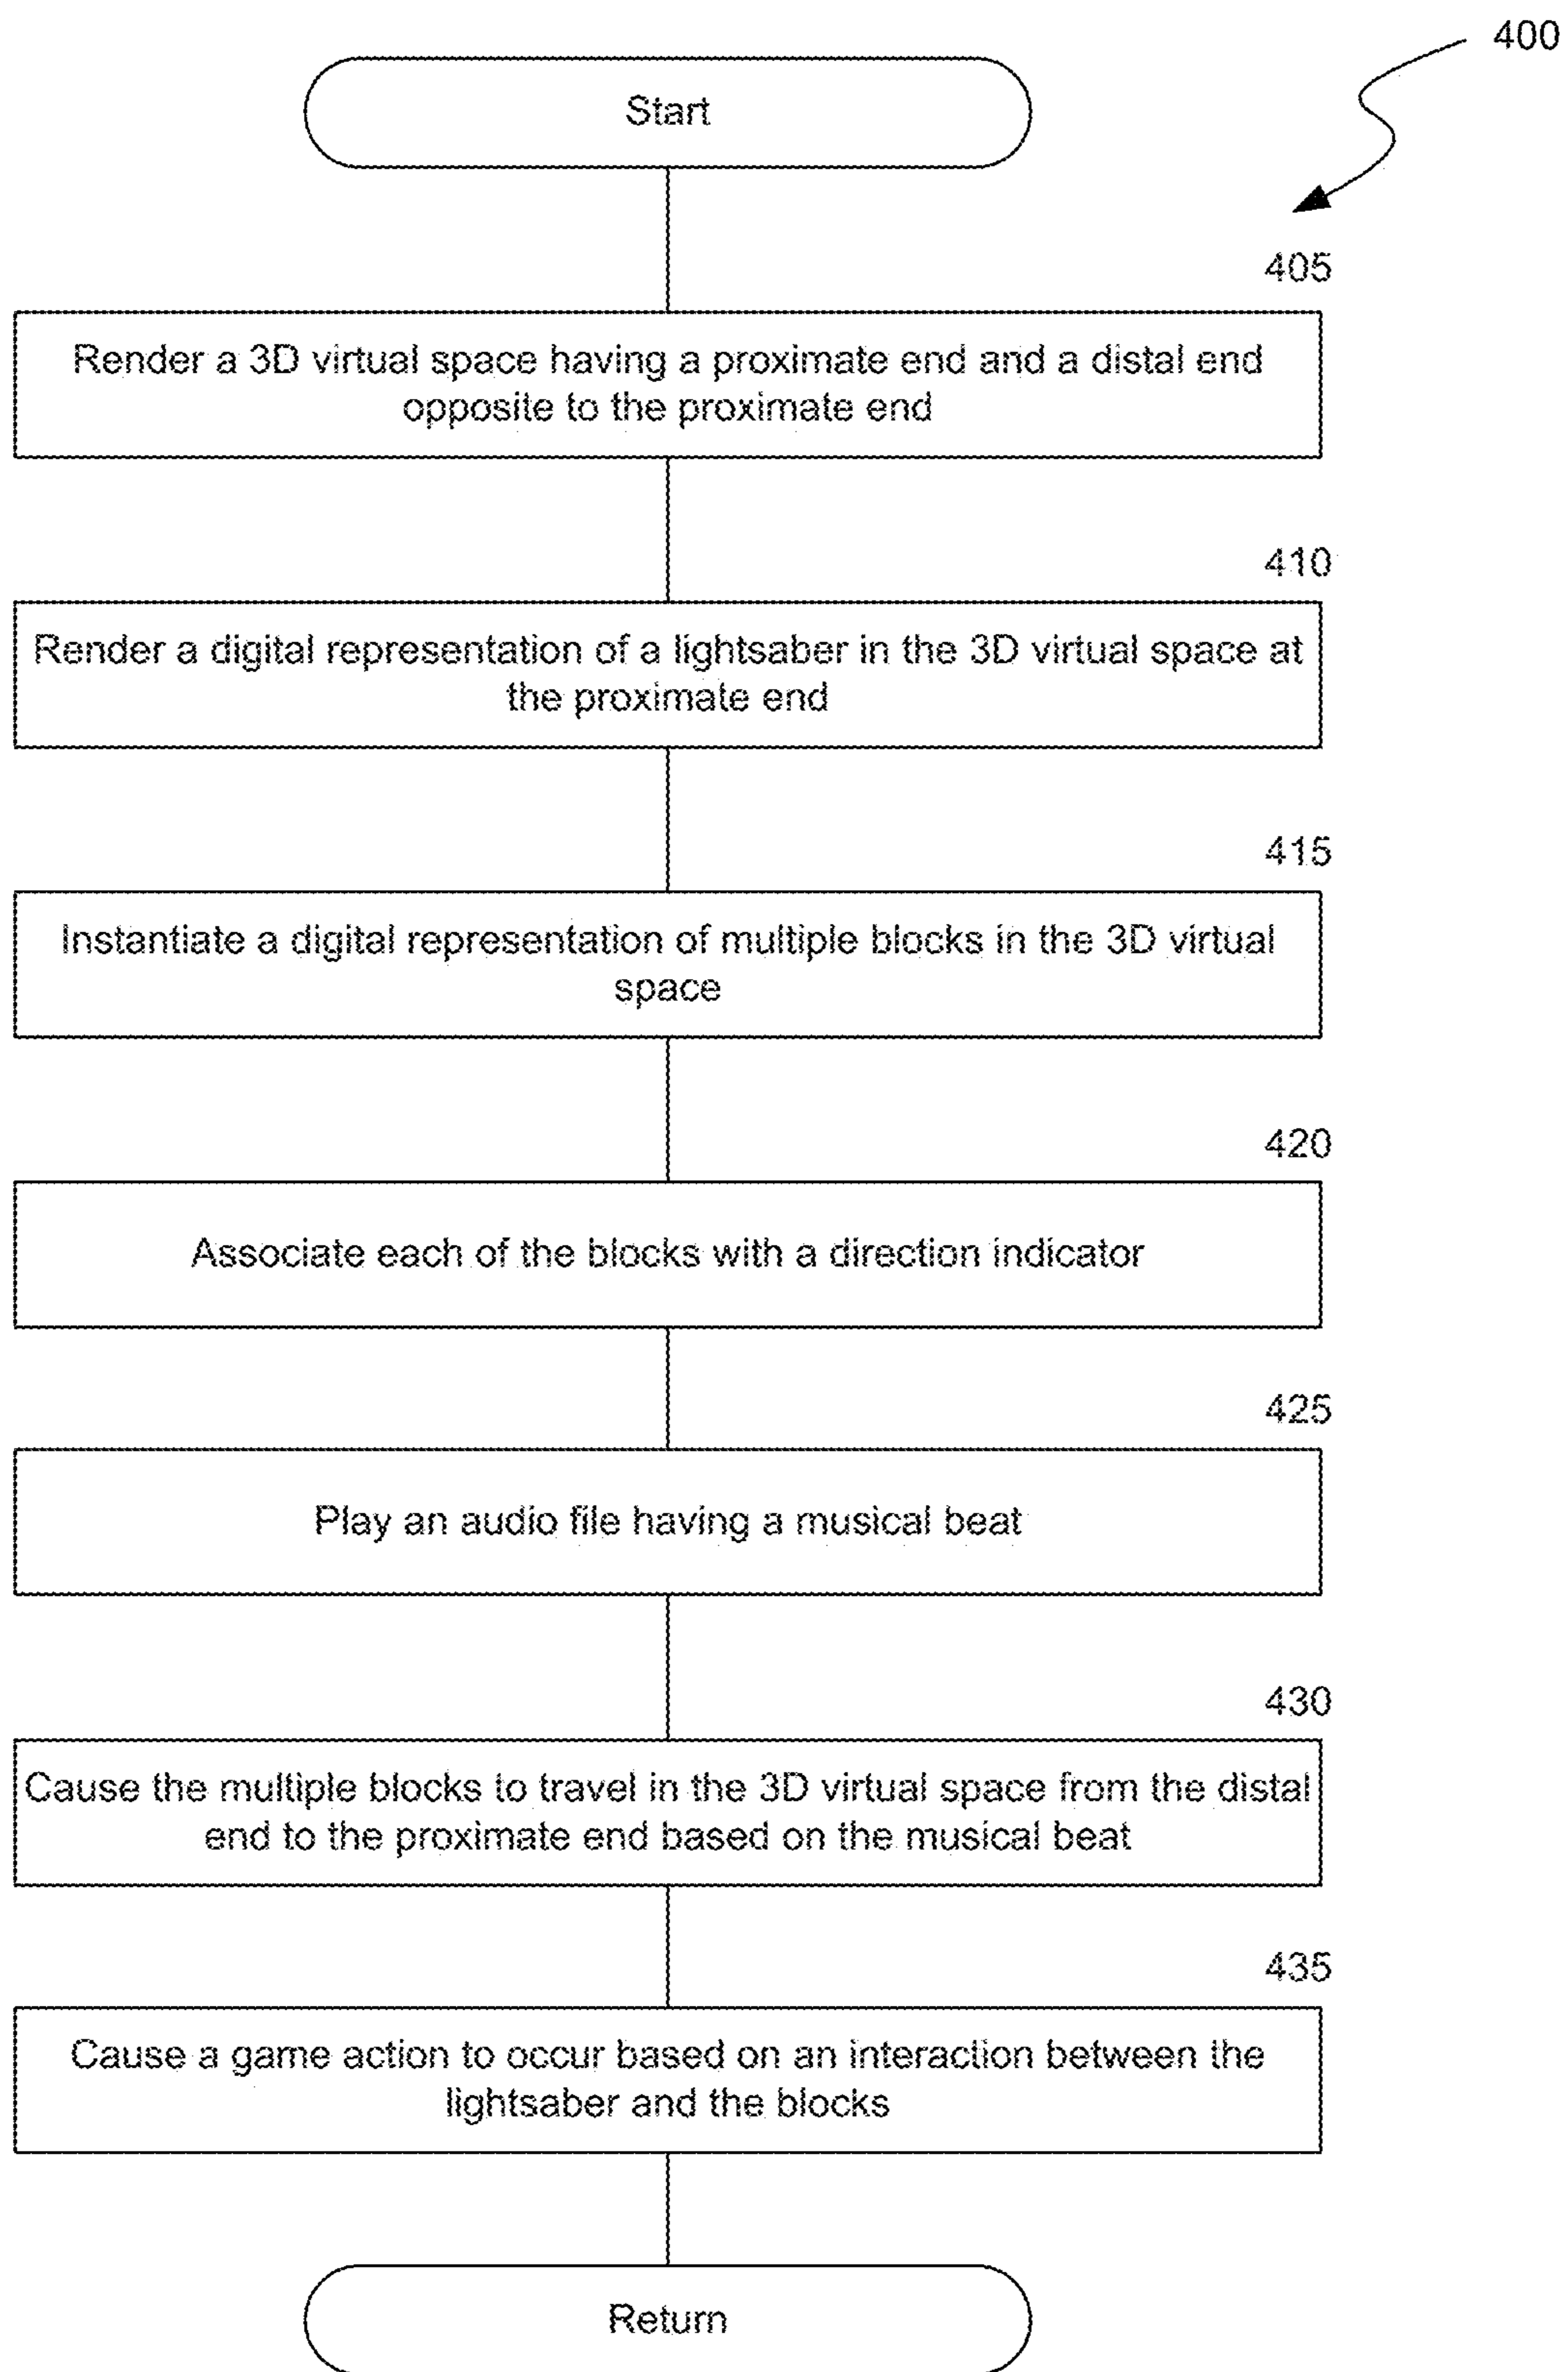 400
Start
405
Render a 3D virtual space having a proximate end and a distal end
opposite to the proximate end
410
Render a digital representation of a lightsaber in the 3D virtual space at
the proximate end
415
Instantiate a digital representation of multiple blocks in the 3D virtual
space
420
Associate each of the blocks with a direction indicator
425
Play an audio file having a musical beat
430
Cause the multiple blocks to travel in the 3D virtual space from the distal
end to the proximate end based on the musical beat
435
Cause a game action to occur based on an interaction between the
lightsaber and the blocks
Return